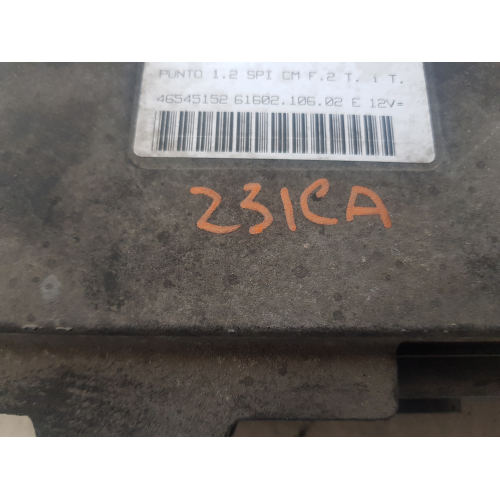 PUNTO 1.2 SPI CM F.2 T. 1 T.
46545152 61602.106.02 E 12V=
231CA